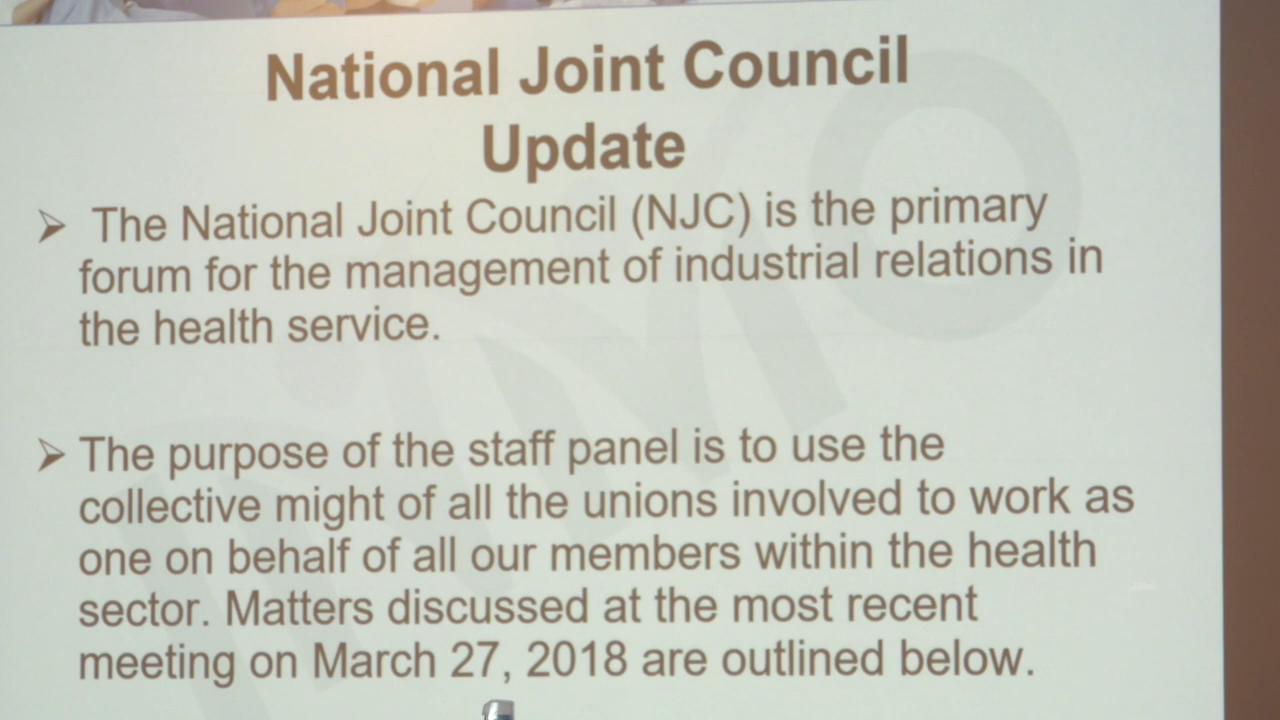 National Joint Council
Update
➢ The National Joint Council (NJC) is the primary
forum for the management of industrial relations in
the health service.
➢ The purpose of the staff panel is to use the
collective might of all the unions involved to work as
one on behalf of all our members within the health
sector. Matters discussed at the most recent
meeting on March 27, 2018 are outlined below.
INMO